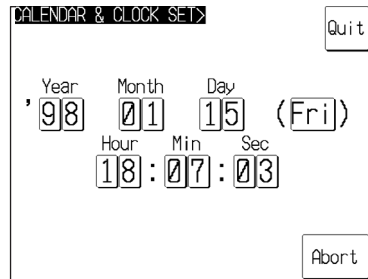 CALENDAR & CLOCK SET>
Quit
Year Month Day
'98 01 15 (Fri)
Hour Min Sec
18:07:03
Abort